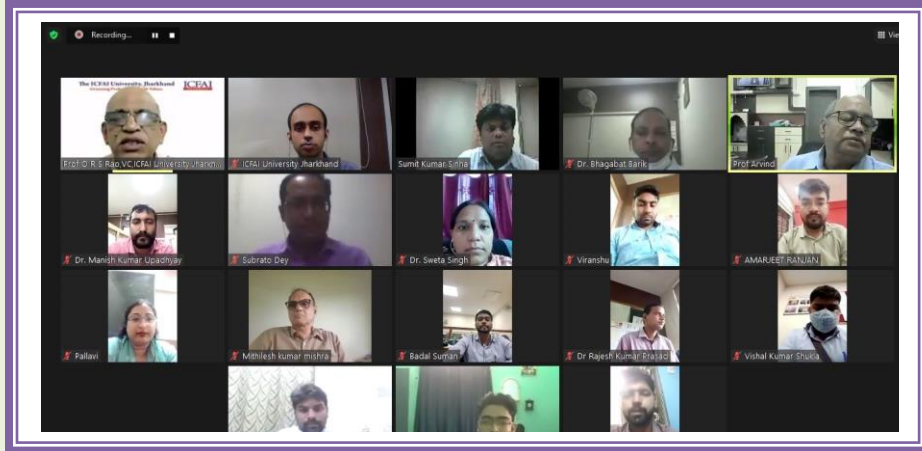 Recording...
View
The ICFAI University, Jharkhand
ICFAI
Prof O R S Rao,VC,ICFAI University,Jharkh...
ICFAI University Jharkhand
Sumit Kumar Sinha
Dr. Bhagabat Barik
Prof Arvind
Dr. Manish Kumar Upadhyay
Subrato Dey
Dr. Sweta Singh
Viranshu
AMARJEET RANJAN
Pallavi
Mithilesh kumar mishra
Badal Suman
Dr Rajesh Kumar Prasad
Vishal Kumar Shukla